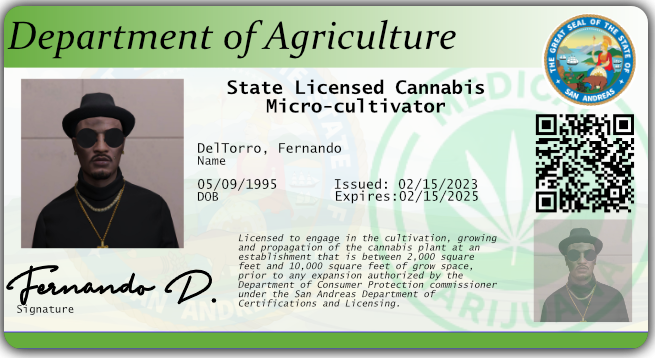 Department of Agriculture
THE GREAT SEAL OF THE STATE OF
SAN ANDREAS
State Licensed Cannabis
Micro-cultivator
DelTorro, Fernando
Name
05/09/1995 Issued: 02/15/2023
DOB Expires:02/15/2025
Licensed to engage in the cultivation, growing
and propagation of the cannabis plant at an
establishment that is between 2,000 square
feet and 10,000 square feet of grow space,
prior to any expansion authorized by the
Department of Consumer Protection commissioner
under the San Andreas Department of
Certifications and Licensing.
Fernando D.
Signature